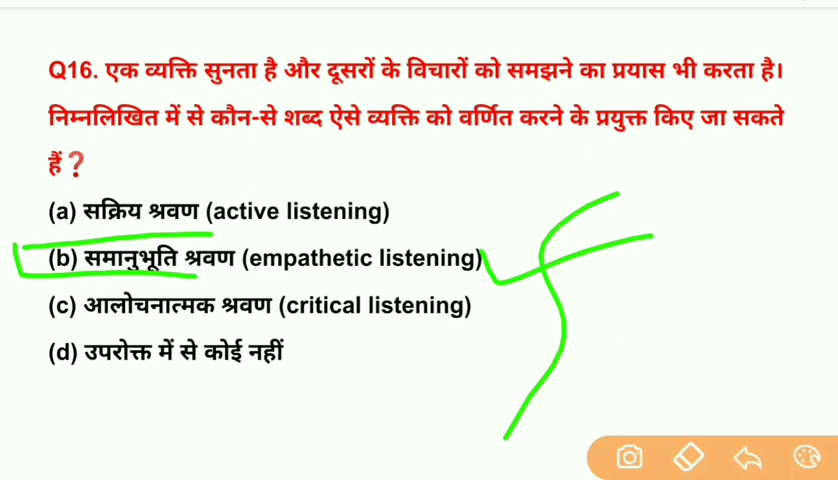 Q16. एक व्यक्ति सुनता है और दूसरों के विचारों को समझने का प्रयास भी करता है।
निम्नलिखित में से कौन-से शब्द ऐसे व्यक्ति को वर्णित करने के प्रयुक्त किए जा सकते
हैं❓
(a) सक्रिय श्रवण (active listening)
(b) समानुभूति श्रवण (empathetic listening)
(c) आलोचनात्मक श्रवण (critical listening)
(d) उपरोक्त में से कोई नहीं